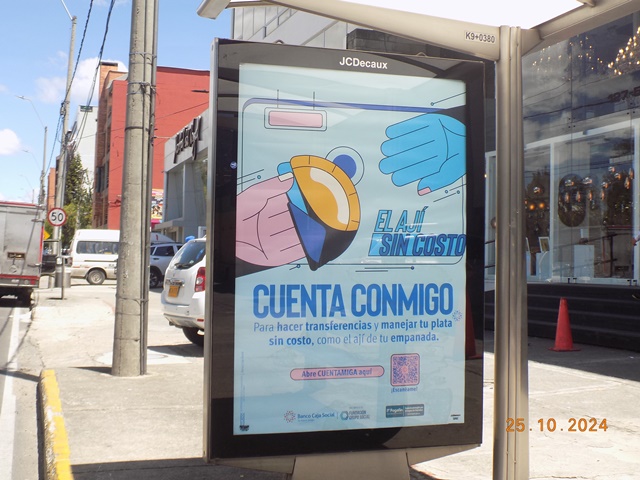 K9+0380
JCDecaux
50
EL AJÍ
SIN COSTO
CUENTA CONMIGO
Para hacer transferencias y manejar tu plata
sin costo, como el ají de tu empanada.
Abre CUENTAMIGA aquí
Banco Caja Social
25.10.2024